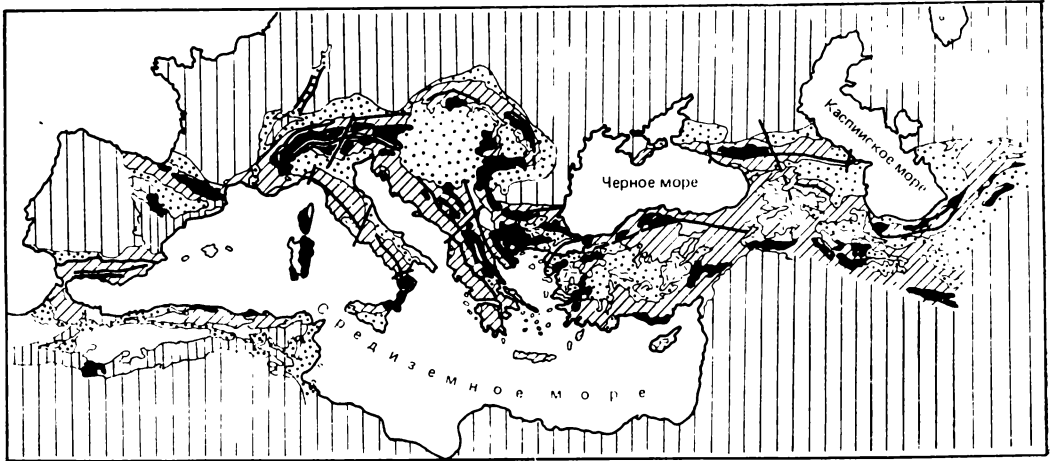 Каспийское море
Черное море
Средиземное море